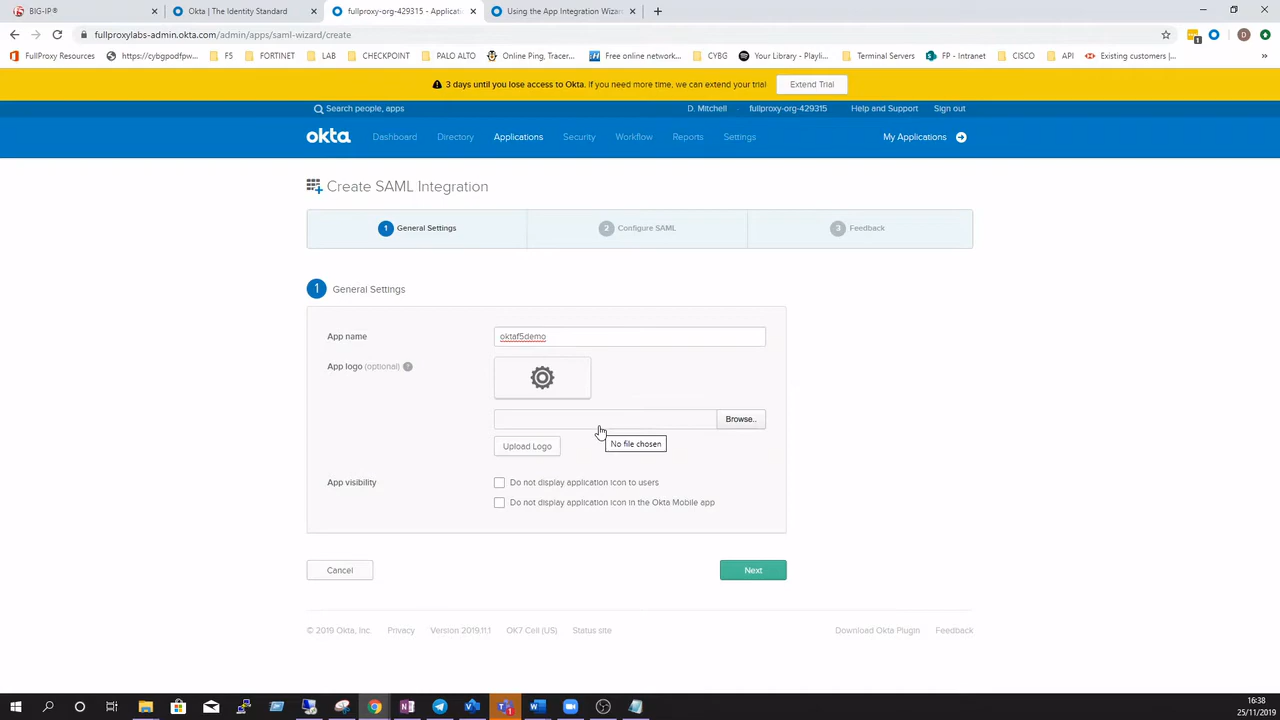 BIG-IP®
Okta | The Identity Standard
fullproxy-org-429315 - Applicati
Using the App Integration Wizar
fullproxylabs-admin.okta.com/admin/apps/saml-wizard/create
FullProxy Resources
https://cybgpodfpw...
F5
FORTINET
LAB
CHECKPOINT
PALO ALTO
Online Ping, Tracer...
Free online network...
CYBG
Your Library - Playli...
Terminal Servers
FP - Intranet
CISCO
API
Existing customers |...
3 days until you lose access to Okta. If you need more time, we can extend your trial
Extend Trial
Search people, apps
D. Mitchell
fullproxy-org-429315
Help and Support
Sign out
okta
Dashboard
Directory
Applications
Security
Workflow
Reports
Settings
My Applications
Create SAML Integration
1 General Settings
2 Configure SAML
3 Feedback
1 General Settings
App name
oktaf5demo
App logo (optional) ?
Browse..
No file chosen
Upload Logo
App visibility
Do not display application icon to users
Do not display application icon in the Okta Mobile app
Cancel
Next
© 2019 Okta, Inc.
Privacy
Version 2019.11.1
OK7 Cell (US)
Status site
Download Okta Plugin
Feedback
16:38
25/11/2019